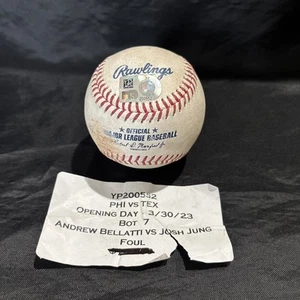 Rawlings
OFFICIAL
MAJOR LEAGUE BASEBALL
YP200552
PHI VS TEX
OPENING DAY - 3/30/23
BOT 7
ANDREW BELLATTI VS JOSH JUNG
FOUL